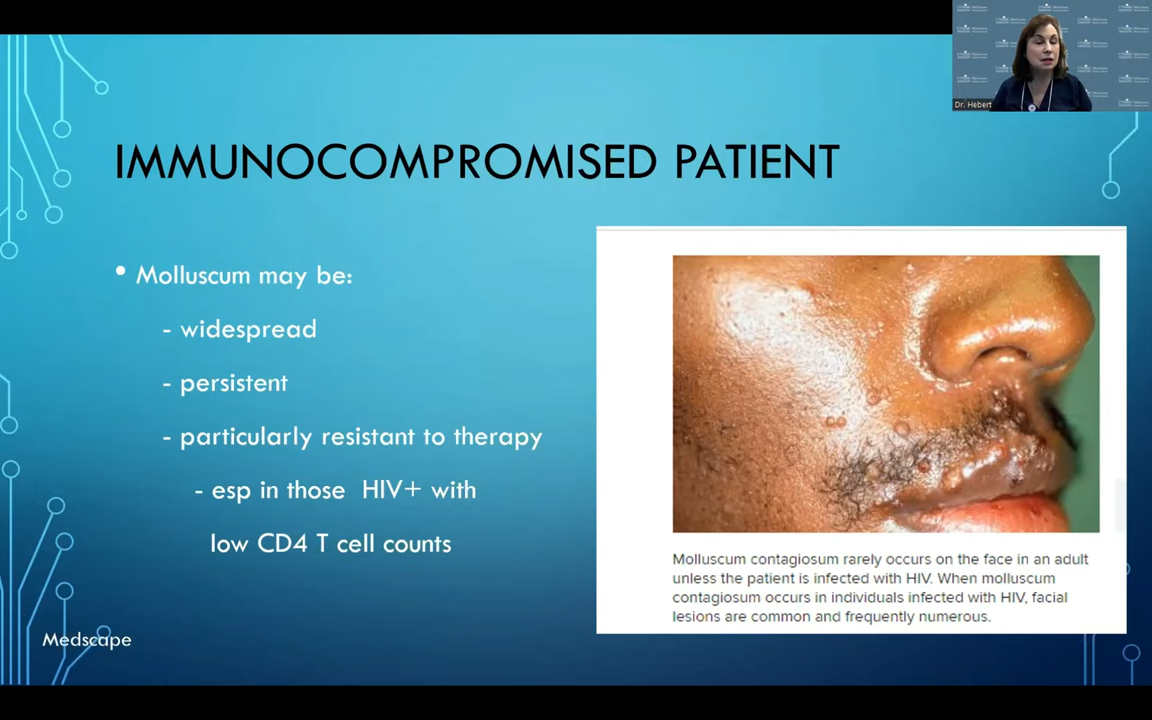 Dr. Hebert
IMMUNOCOMPROMISED PATIENT
• Molluscum may be:
- widespread
- persistent
- particularly resistant to therapy
- esp in those HIV+ with
low CD4 T cell counts
Molluscum contagiosum rarely occurs on the face in an adult
unless the patient is infected with HIV. When molluscum
contagiosum occurs in individuals infected with HIV, facial
lesions are common and frequently numerous.
Medscape